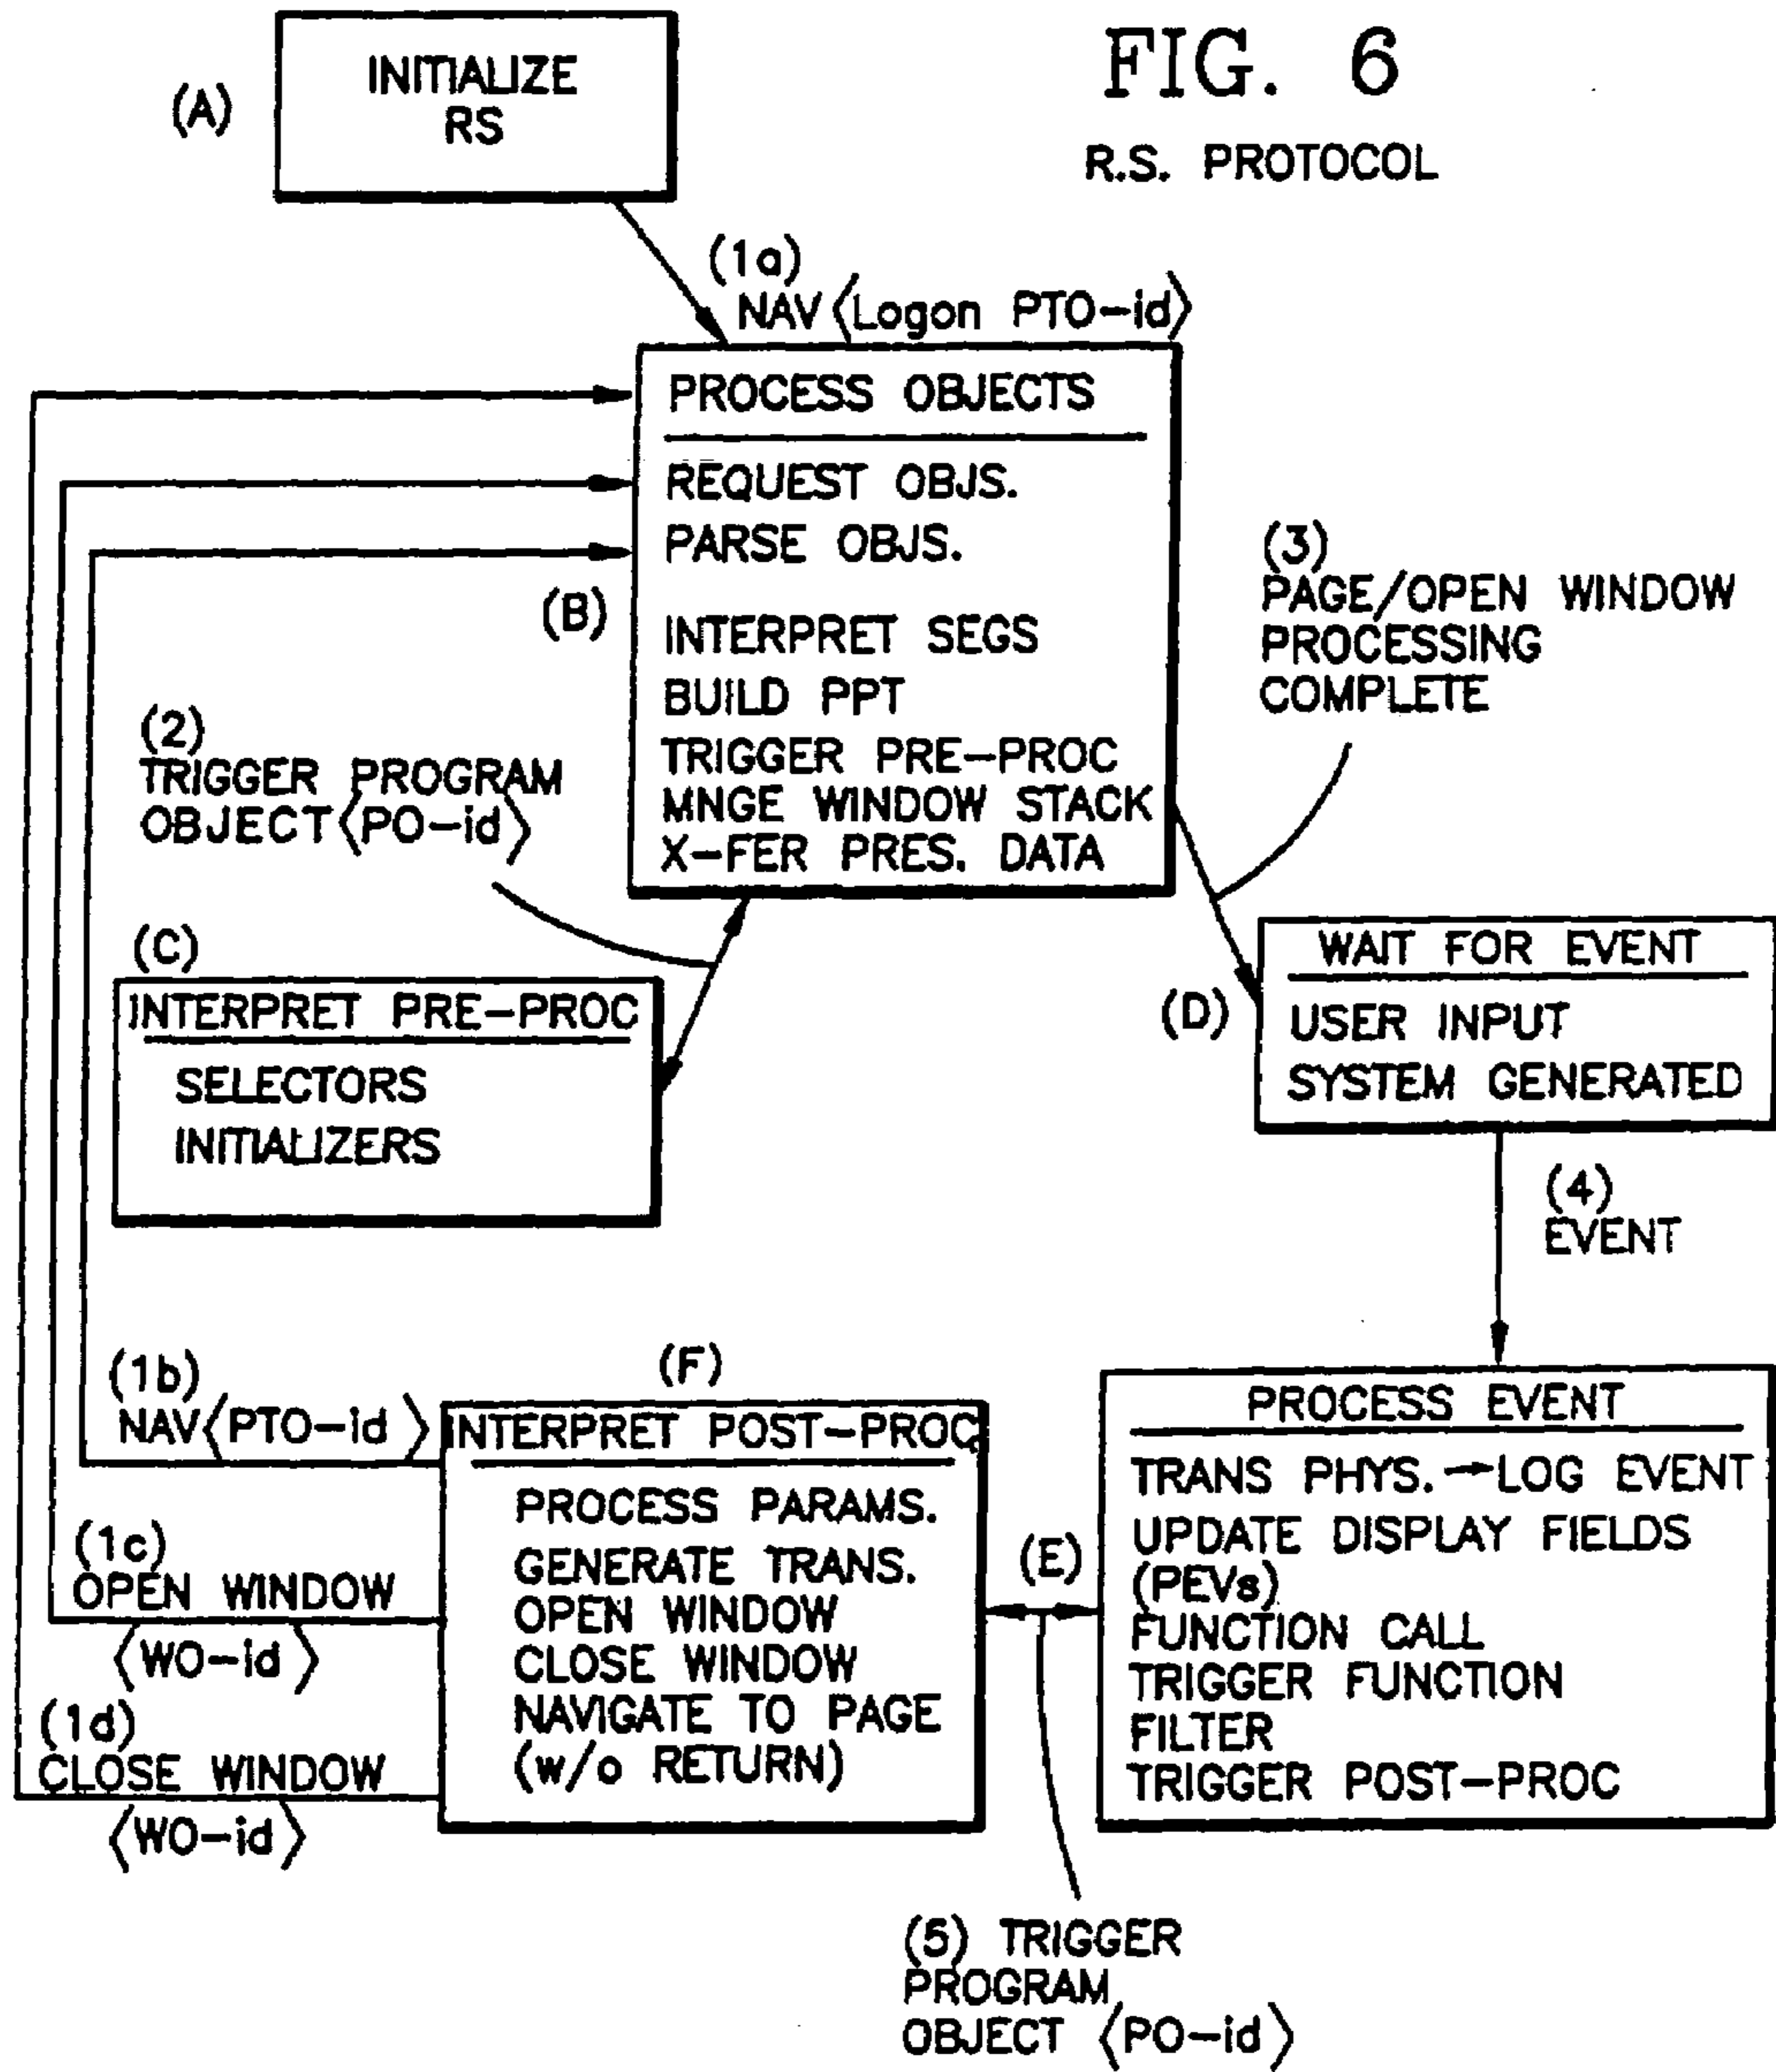 FIG. 6
R.S. PROTOCOL
(A)
INITIALIZE
RS
(1a)
NAV〈Logon PTO-id〉
PROCESS OBJECTS
REQUEST OBJS.
PARSE OBJS.
(B)
INTERPRET SEGS
BUILD PPT
TRIGGER PRE-PROC
MNGE WINDOW STACK
X-FER PRES. DATA
(3)
PAGE/OPEN WINDOW
PROCESSING
COMPLETE
(2)
TRIGGER PROGRAM
OBJECT〈PO-id〉
(C)
INTERPRET PRE-PROC
SELECTORS
INITIALIZERS
(D)
WAIT FOR EVENT
USER INPUT
SYSTEM GENERATED
(4)
EVENT
(1b)
NAV〈PTO-id〉
(1c)
OPEN WINDOW
〈WO-id〉
(1d)
CLOSE WINDOW
〈WO-id〉
(F)
INTERPRET POST-PROC
PROCESS PARAMS.
GENERATE TRANS.
OPEN WINDOW
CLOSE WINDOW
NAVIGATE TO PAGE
(w/o RETURN)
(E)
PROCESS EVENT
TRANS PHYS.→LOG EVENT
UPDATE DISPLAY FIELDS
(PEVs)
FUNCTION CALL
TRIGGER FUNCTION
FILTER
TRIGGER POST-PROC
(5) TRIGGER
PROGRAM
OBJECT 〈PO-id〉